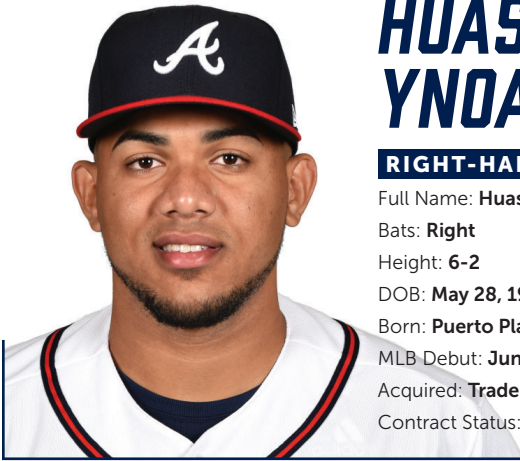 HUAS
YNOA
RIGHT-HA
Full Name: Huas
Bats: Right
Height: 6-2
DOB: May 28, 19
Born: Puerto Pla
MLB Debut: Jun
Acquired: Trade
Contract Status:
A